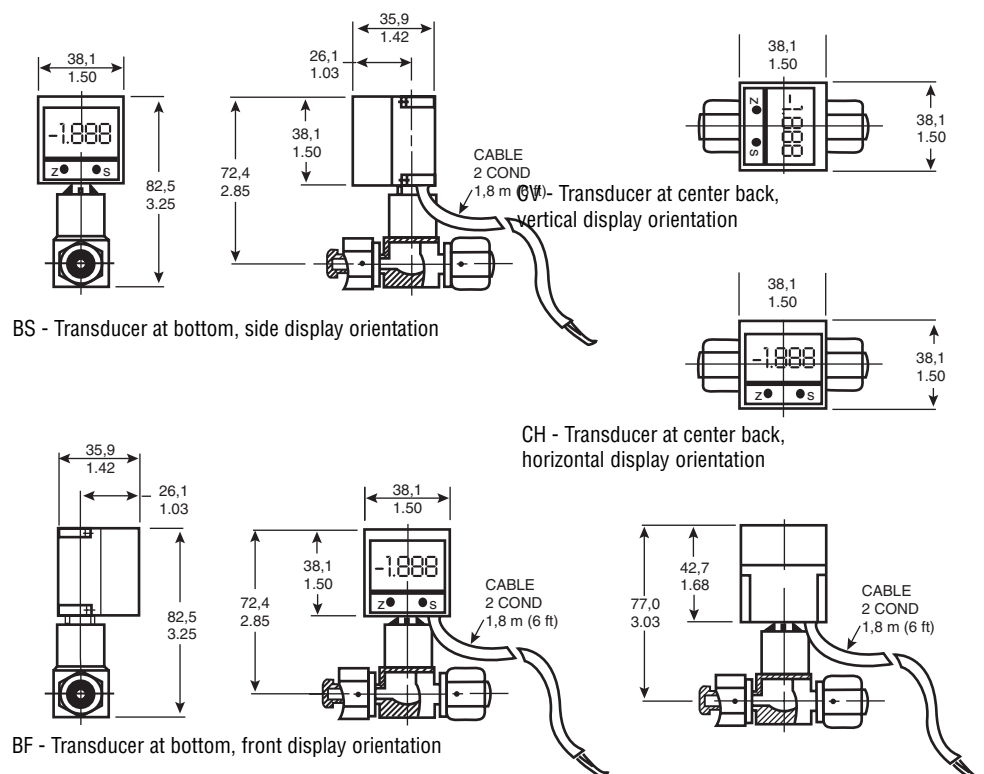 38,1
1.50
-1.888
Z S
82,5
3.25
35,9
1.42
26,1
1.03
38,1
1.50
72,4
2.85
CABLE
2 COND
1,8 m (6 ft)
BS - Transducer at bottom, side display orientation
38,1
1.50
Z S
-1.888
38,1
1.50
CV - Transducer at center back,
vertical display orientation
38,1
1.50
-1.888
Z S
38,1
1.50
CH - Transducer at center back,
horizontal display orientation
35,9
1.42
26,1
1.03
82,5
3.25
38,1
1.50
-1.888
Z S
38,1
1.50
72,4
2.85
CABLE
2 COND
1,8 m (6 ft)
BF - Transducer at bottom, front display orientation
42,7
1.68
77,0
3.03
CABLE
2 COND
1,8 m (6 ft)